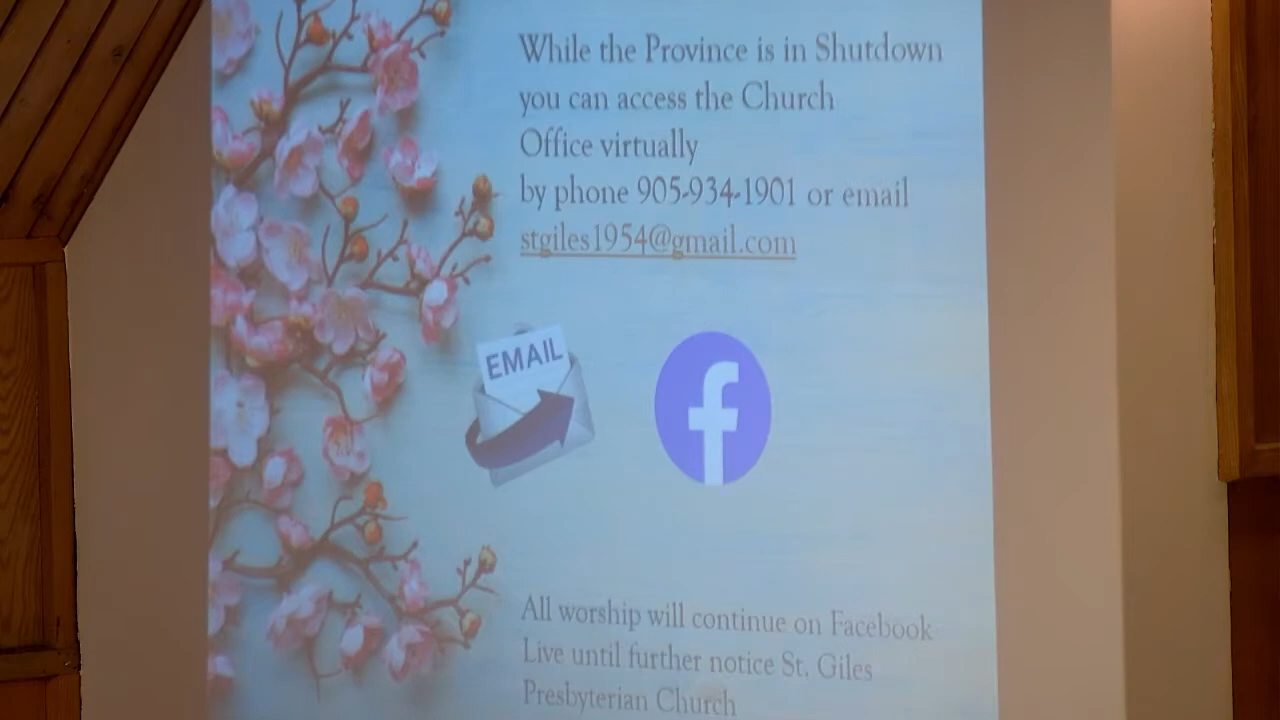 While the Province is in Shutdown
you can access the Church
Office virtually
by phone 905-934-1901 or email
stgiles1954@gmail.com
EMAIL
f
All worship will continue on Facebook
Live until further notice St. Giles
Presbyterian Church